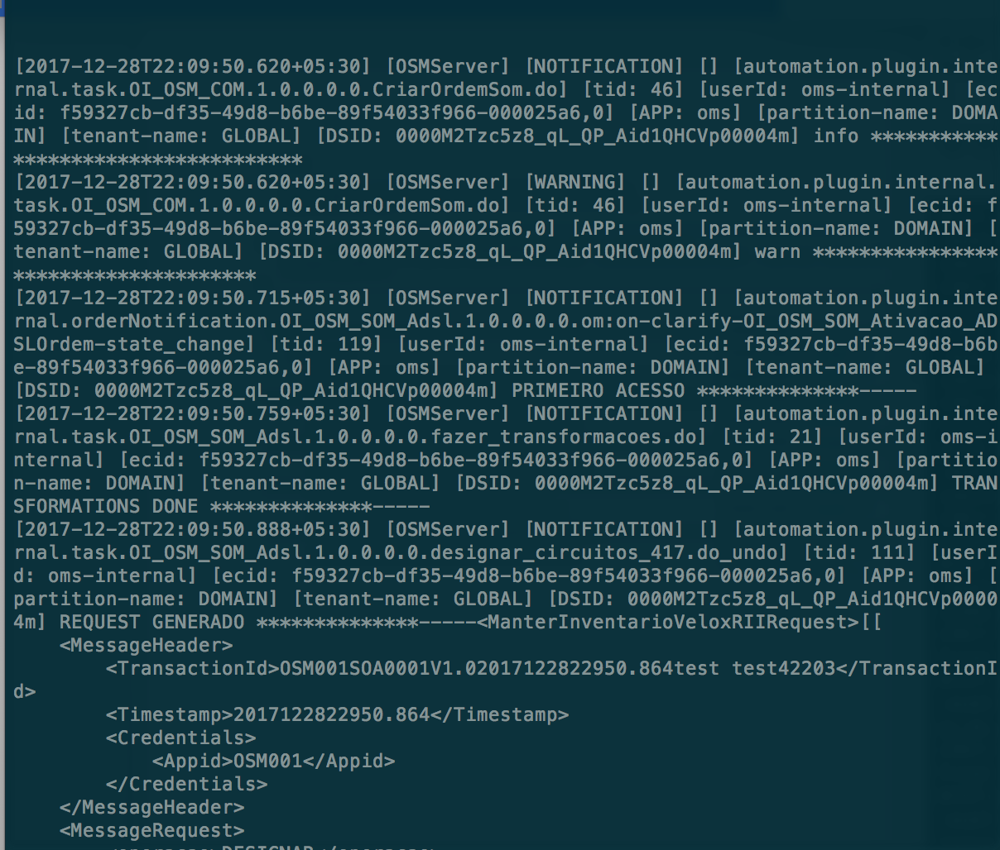 [2017-12-28T22:09:50.620+05:30] [OSMServer] [NOTIFICATION] [] [automation.plugin.inte
rnal.task.OI_OSM_COM.1.0.0.0.0.CriarOrdemSom.do] [tid: 46] [userId: oms-internal] [ec
id: f59327cb-df35-49d8-b6be-89f54033f966-000025a6,0] [APP: oms] [partition-name: DOMA
IN] [tenant-name: GLOBAL] [DSID: 0000M2Tzc5z8_qL_QP_Aid1QHCVp00004m] info ***********
*************************
[2017-12-28T22:09:50.620+05:30] [OSMServer] [WARNING] [] [automation.plugin.internal.
task.OI_OSM_COM.1.0.0.0.0.CriarOrdemSom.do] [tid: 46] [userId: oms-internal] [ecid: f
59327cb-df35-49d8-b6be-89f54033f966-000025a6,0] [APP: oms] [partition-name: DOMAIN] [
tenant-name: GLOBAL] [DSID: 0000M2Tzc5z8_qL_QP_Aid1QHCVp00004m] warn ****************
*********************
[2017-12-28T22:09:50.715+05:30] [OSMServer] [NOTIFICATION] [] [automation.plugin.inte
rnal.orderNotification.OI_OSM_SOM_Adsl.1.0.0.0.0.om:on-clarify-OI_OSM_SOM_Ativacao_AD
SLOrdem-state_change] [tid: 119] [userId: oms-internal] [ecid: f59327cb-df35-49d8-b6b
e-89f54033f966-000025a6,0] [APP: oms] [partition-name: DOMAIN] [tenant-name: GLOBAL]
[DSID: 0000M2Tzc5z8_qL_QP_Aid1QHCVp00004m] PRIMEIRO ACESSO **************-----
[2017-12-28T22:09:50.759+05:30] [OSMServer] [NOTIFICATION] [] [automation.plugin.inte
rnal.task.OI_OSM_SOM_Adsl.1.0.0.0.0.fazer_transformacoes.do] [tid: 21] [userId: oms-i
nternal] [ecid: f59327cb-df35-49d8-b6be-89f54033f966-000025a6,0] [APP: oms] [partitio
n-name: DOMAIN] [tenant-name: GLOBAL] [DSID: 0000M2Tzc5z8_qL_QP_Aid1QHCVp00004m] TRAN
SFORMATIONS DONE **************-----
[2017-12-28T22:09:50.888+05:30] [OSMServer] [NOTIFICATION] [] [automation.plugin.inte
rnal.task.OI_OSM_SOM_Adsl.1.0.0.0.0.designar_circuitos_417.do_undo] [tid: 111] [userI
d: oms-internal] [ecid: f59327cb-df35-49d8-b6be-89f54033f966-000025a6,0] [APP: oms] [
partition-name: DOMAIN] [tenant-name: GLOBAL] [DSID: 0000M2Tzc5z8_qL_QP_Aid1QHCVp0000
4m] REQUEST GENERADO **************-----<ManterInventarioVeloxRIIRequest>[[
    <MessageHeader>
        <TransactionId>OSM001SOA0001V1.02017122822950.864test test42203</TransactionI
d>
        <Timestamp>2017122822950.864</Timestamp>
        <Credentials>
            <Appid>OSM001</Appid>
        </Credentials>
    </MessageHeader>
    <MessageRequest>
        <operacao>DESIGNAR</operacao>